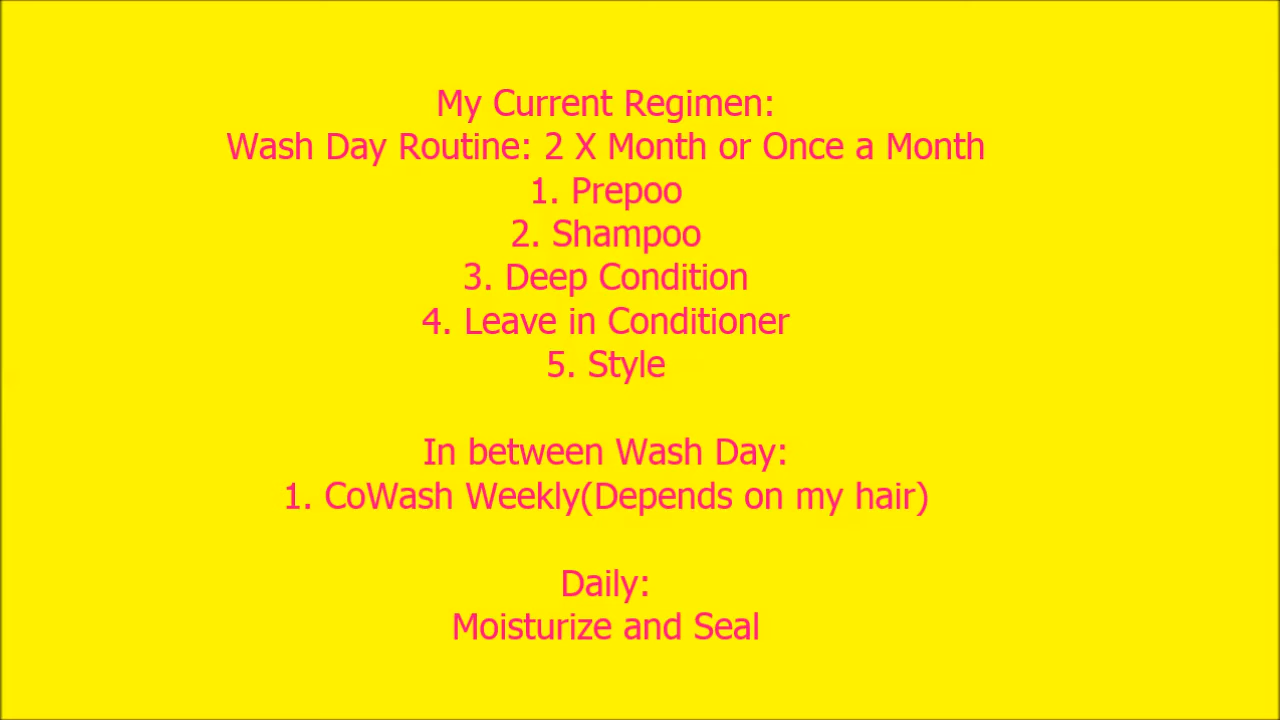 My Current Regimen:
Wash Day Routine: 2 X Month or Once a Month
1. Prepoo
2. Shampoo
3. Deep Condition
4. Leave in Conditioner
5. Style
In between Wash Day:
1. CoWash Weekly(Depends on my hair)
Daily:
Moisturize and Seal